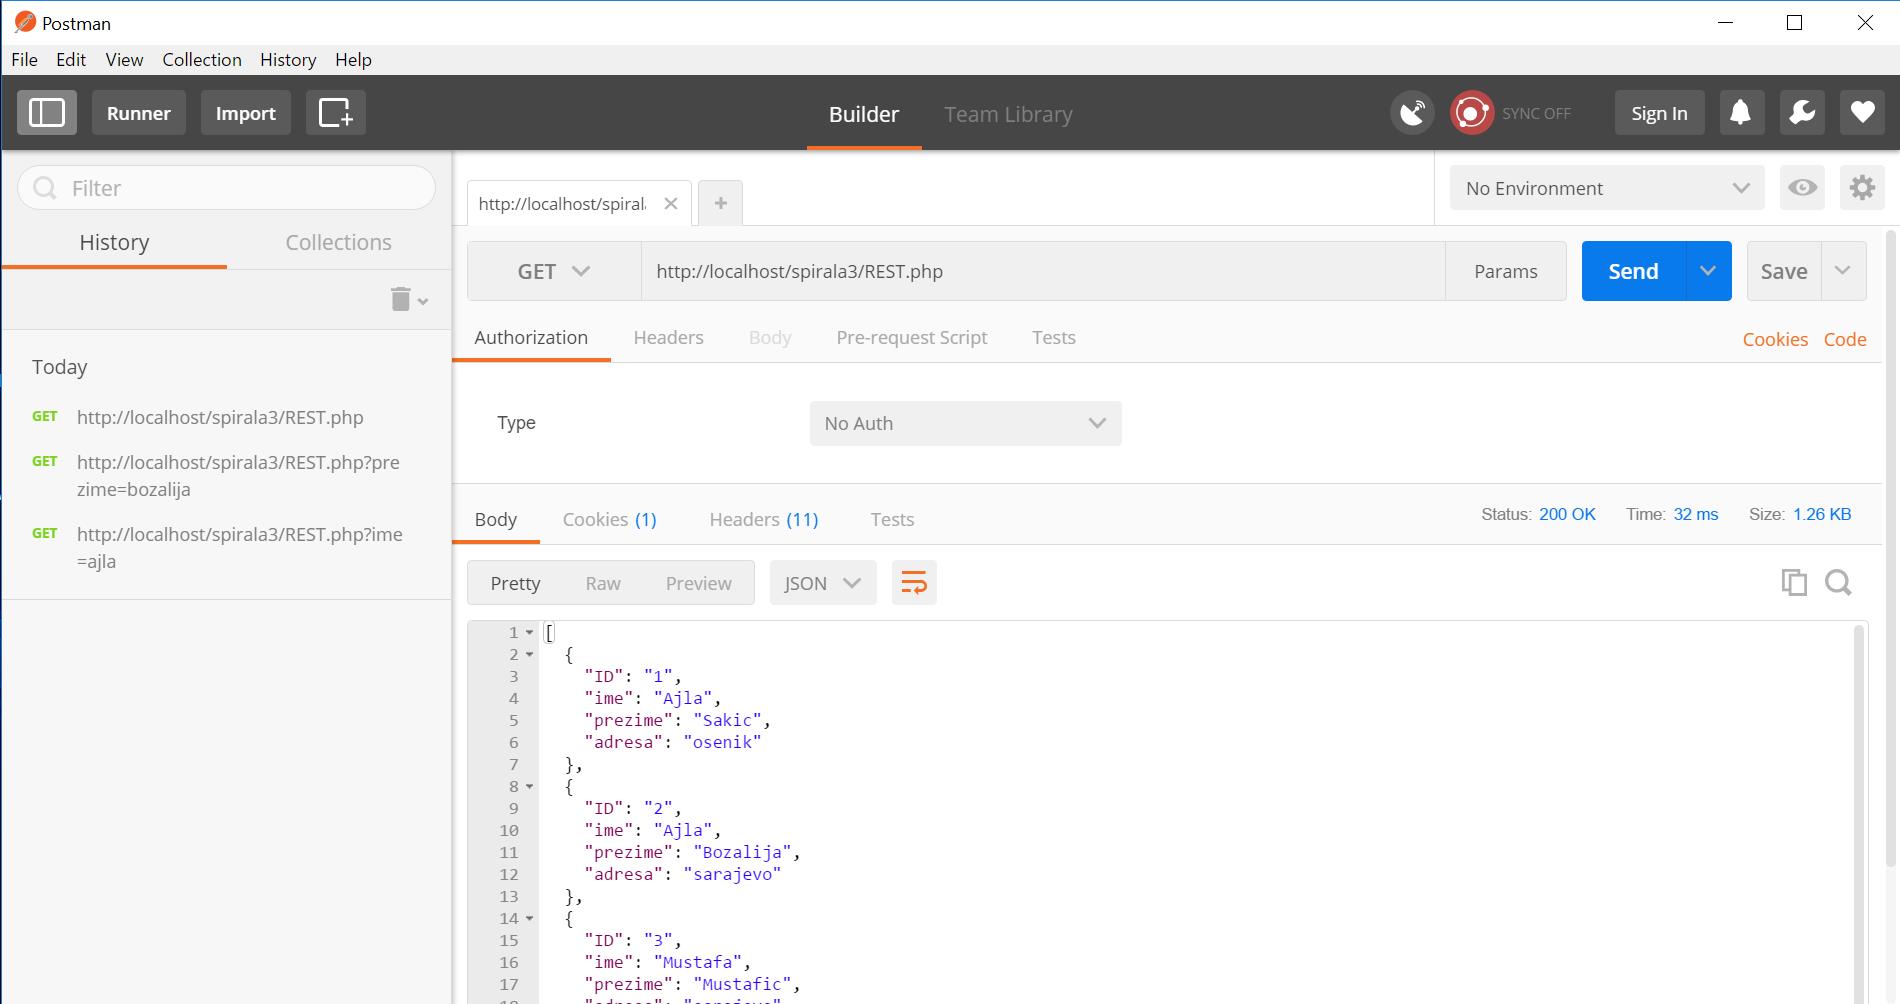 Postman
File Edit View Collection History Help
Runner Import Builder Team Library SYNC OFF Sign In
Filter
History Collections
Today
GET http://localhost/spirala3/REST.php
GET http://localhost/spirala3/REST.php?pre
zime=bozalija
GET http://localhost/spirala3/REST.php?ime
=ajla
http://localhost/spiral
No Environment
GET http://localhost/spirala3/REST.php Params Send Save
Authorization Headers Body Pre-request Script Tests Cookies Code
Type No Auth
Body Cookies (1) Headers (11) Tests Status: 200 OK Time: 32 ms Size: 1.26 KB
Pretty Raw Preview JSON
1 [
2 {
3 "ID": "1",
4 "ime": "Ajla",
5 "prezime": "Sakic",
6 "adresa": "osenik"
7 },
8 {
9 "ID": "2",
10 "ime": "Ajla",
11 "prezime": "Bozalija",
12 "adresa": "sarajevo"
13 },
14 {
15 "ID": "3",
16 "ime": "Mustafa",
17 "prezime": "Mustafic",